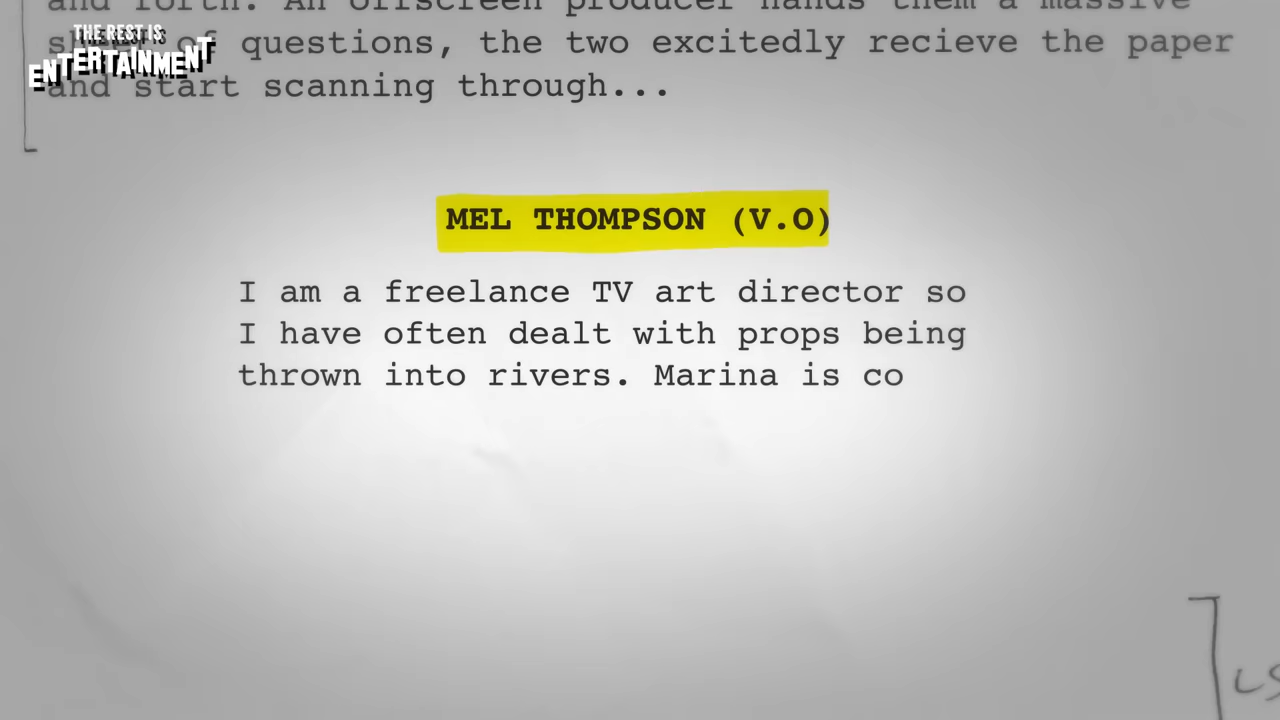 THE REST IS
ENTERTAINMENT
and forth. An offscreen producer hands them a massive
of questions, the two excitedly recieve the paper
and start scanning through...
MEL THOMPSON (V.O)
I am a freelance TV art director so
I have often dealt with props being
thrown into rivers. Marina is co